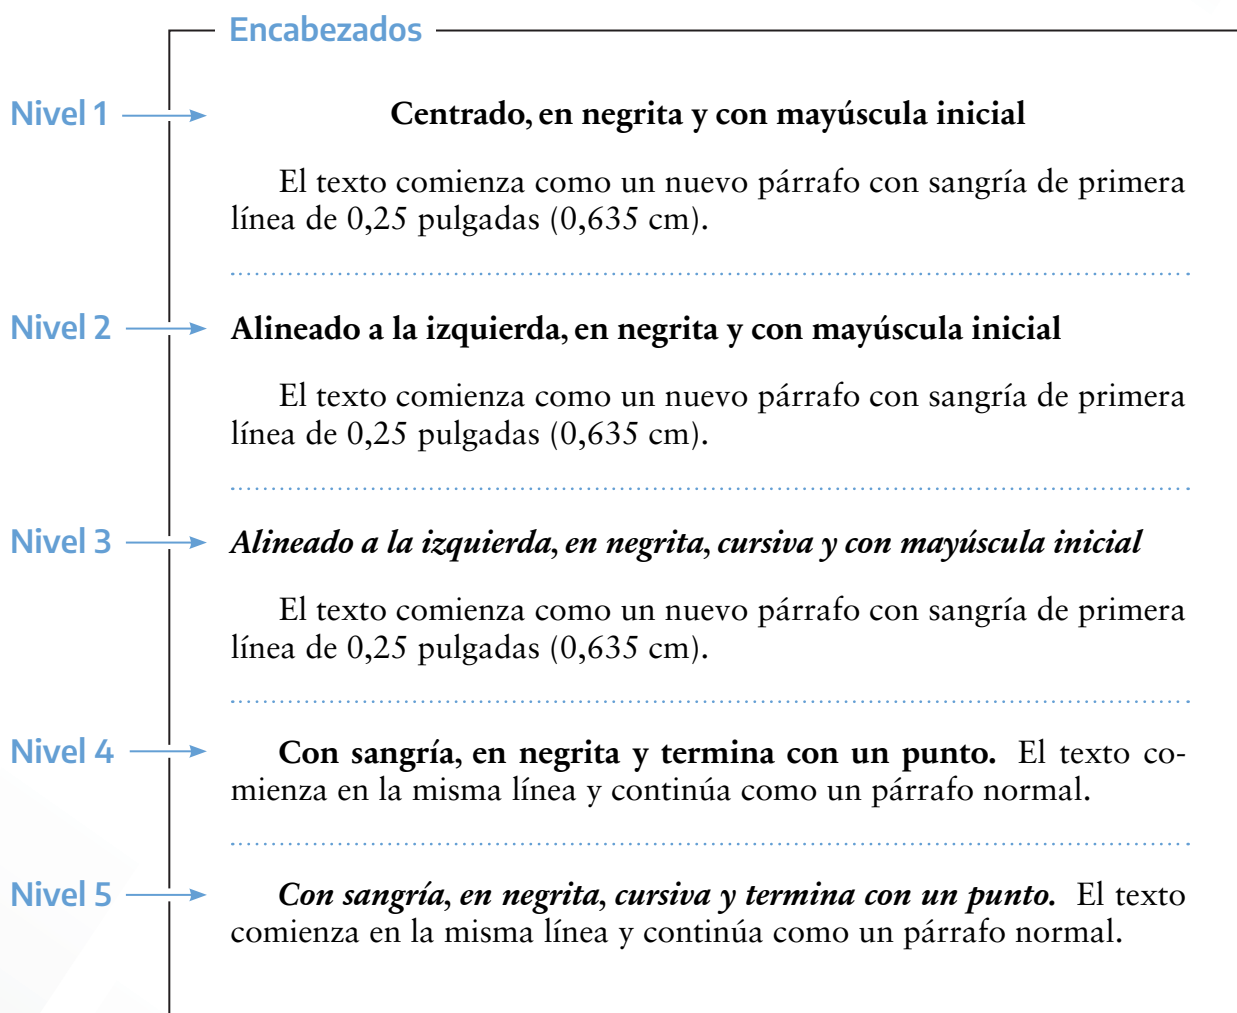 Encabezados
Nivel 1
Centrado, en negrita y con mayúscula inicial
El texto comienza como un nuevo párrafo con sangría de primera
línea de 0,25 pulgadas (0,635 cm).
Nivel 2
Alineado a la izquierda, en negrita y con mayúscula inicial
El texto comienza como un nuevo párrafo con sangría de primera
línea de 0,25 pulgadas (0,635 cm).
Nivel 3
Alineado a la izquierda, en negrita, cursiva y con mayúscula inicial
El texto comienza como un nuevo párrafo con sangría de primera
línea de 0,25 pulgadas (0,635 cm).
Nivel 4
Con sangría, en negrita y termina con un punto. El texto co-
mienza en la misma línea y continúa como un párrafo normal.
Nivel 5
Con sangría, en negrita, cursiva y termina con un punto. El texto
comienza en la misma línea y continúa como un párrafo normal.